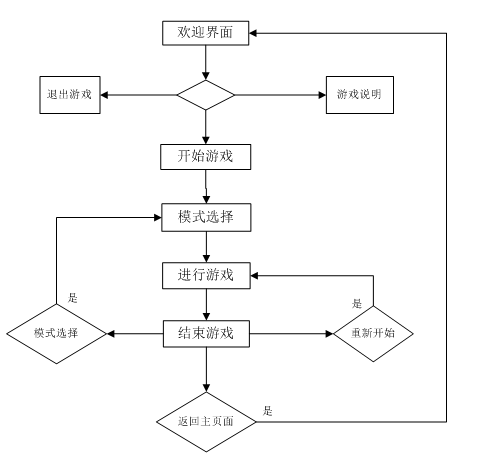 欢迎界面
退出游戏
游戏说明
开始游戏
模式选择
进行游戏
是
是
模式选择
结束游戏
重新开始
是
返回主页面